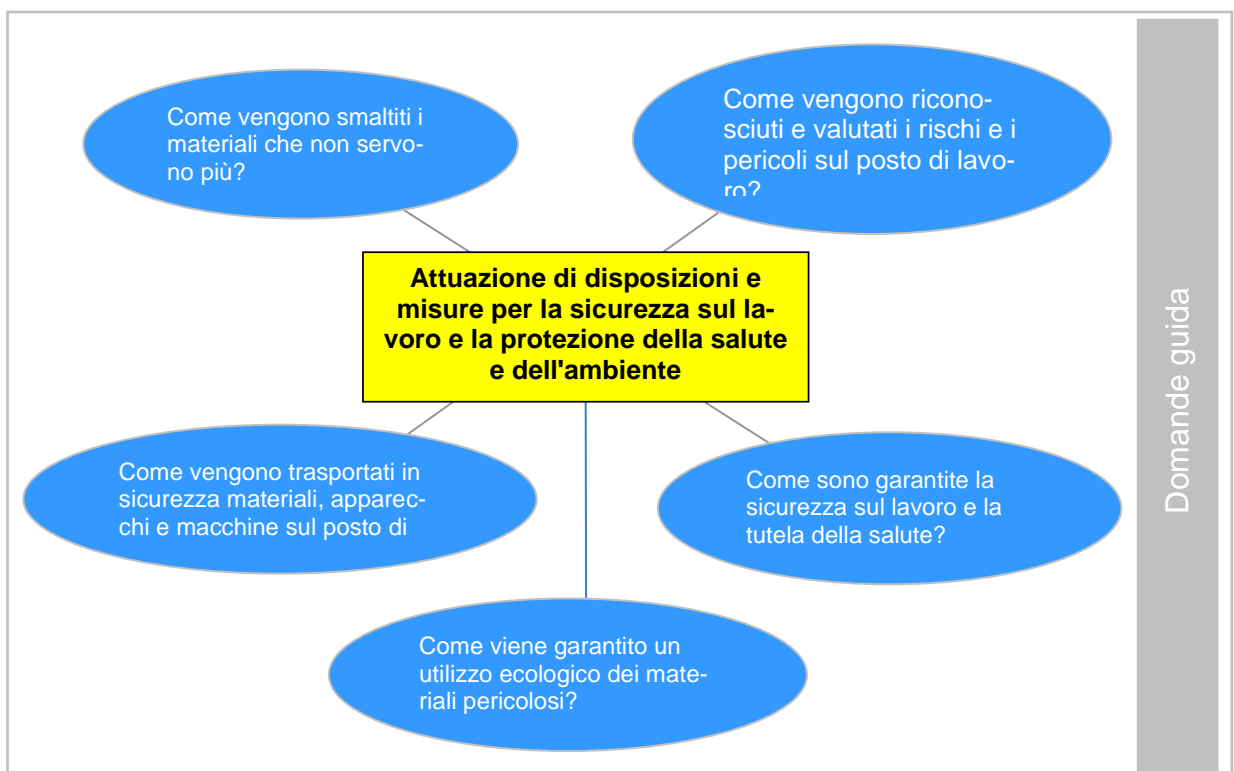 Come vengono smaltiti i
materiali che non servo-
no più?
Come vengono ricono-
sciuti e valutati i rischi e i
pericoli sul posto di lavo-
ro?
Attuazione di disposizioni e
misure per la sicurezza sul la-
voro e la protezione della salute
e dell'ambiente
Come vengono trasportati in
sicurezza materiali, apparec-
chi e macchine sul posto di
Come sono garantite la
sicurezza sul lavoro e la
tutela della salute?
Come viene garantito un
utilizzo ecologico dei mate-
riali pericolosi?
Domande guida